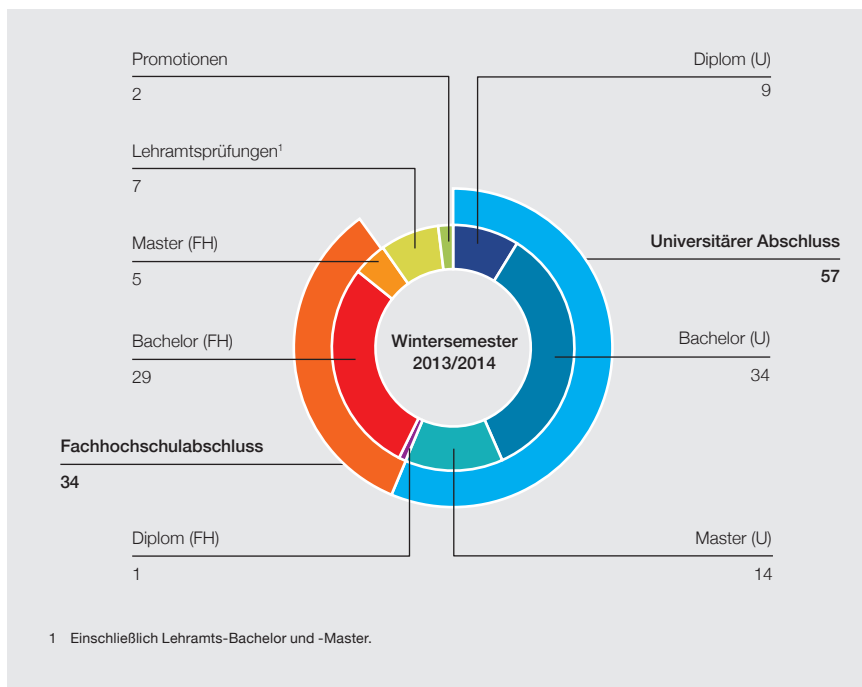 Promotionen
2
Diplom (U)
9
Lehramtsprüfungen¹
7
Master (FH)
5
Universitärer Abschluss
57
Bachelor (FH)
29
Wintersemester
2013/2014
Bachelor (U)
34
Fachhochschulabschluss
34
Diplom (FH)
1
Master (U)
14
1 Einschließlich Lehramts-Bachelor und -Master.